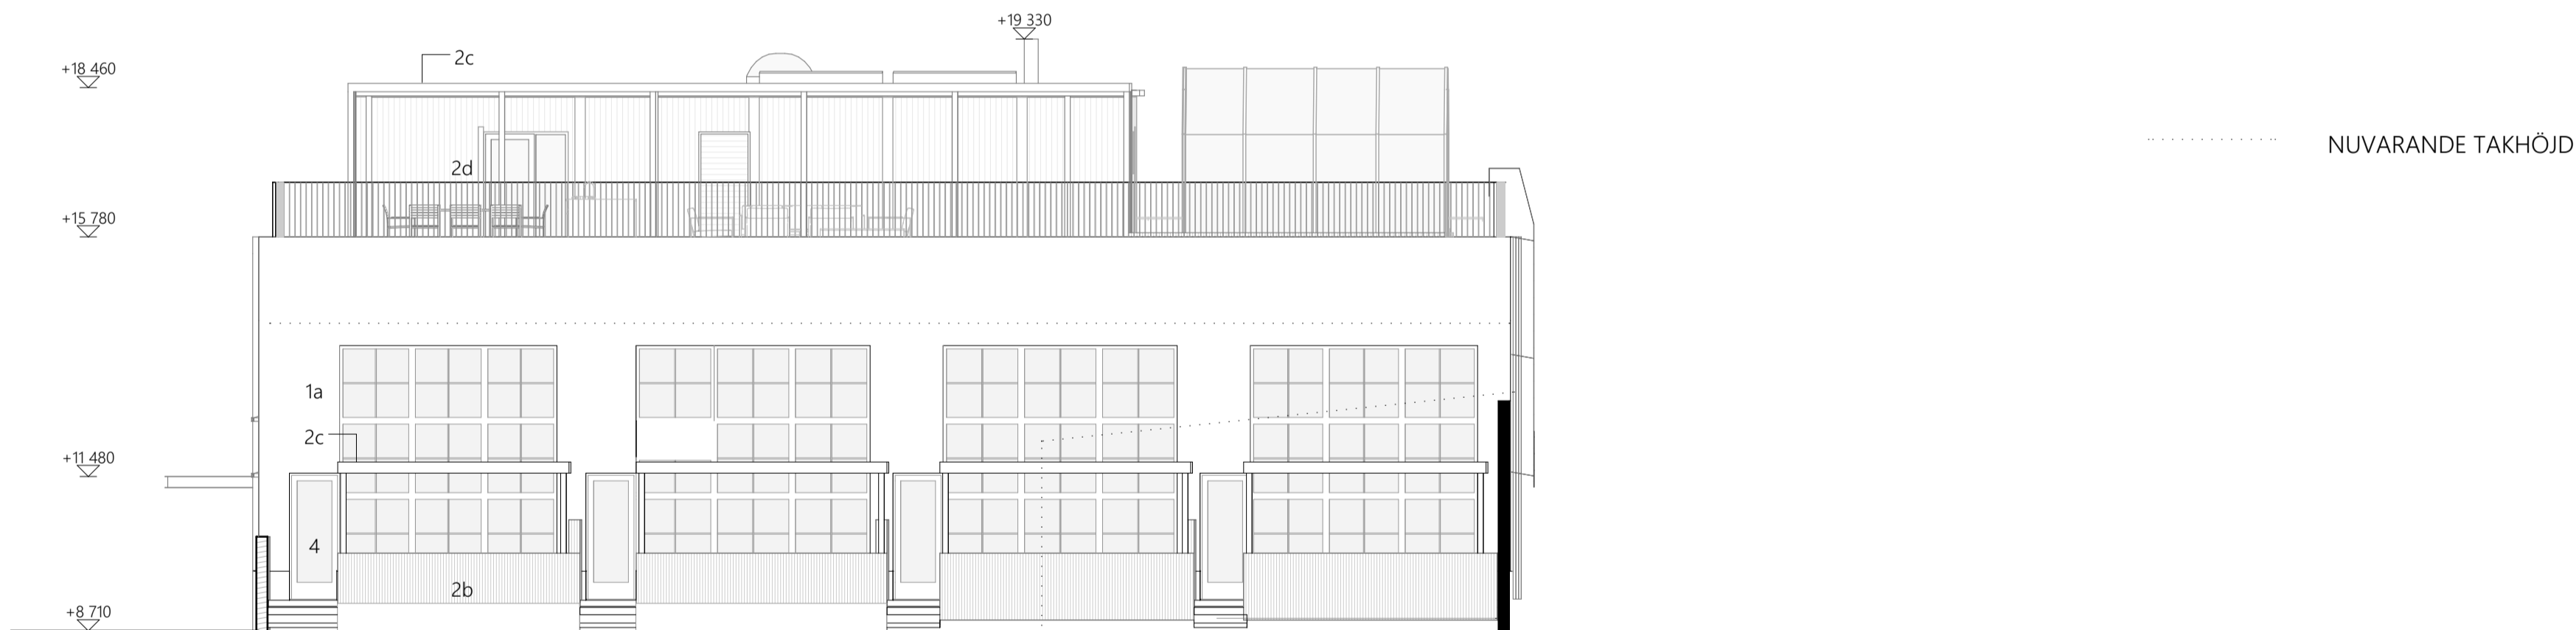 +19 330
2c
+18 460
NUVARANDE TAKHÖJD
2d
+15 780
1a
2c
+11 480
4
2b
+8 710